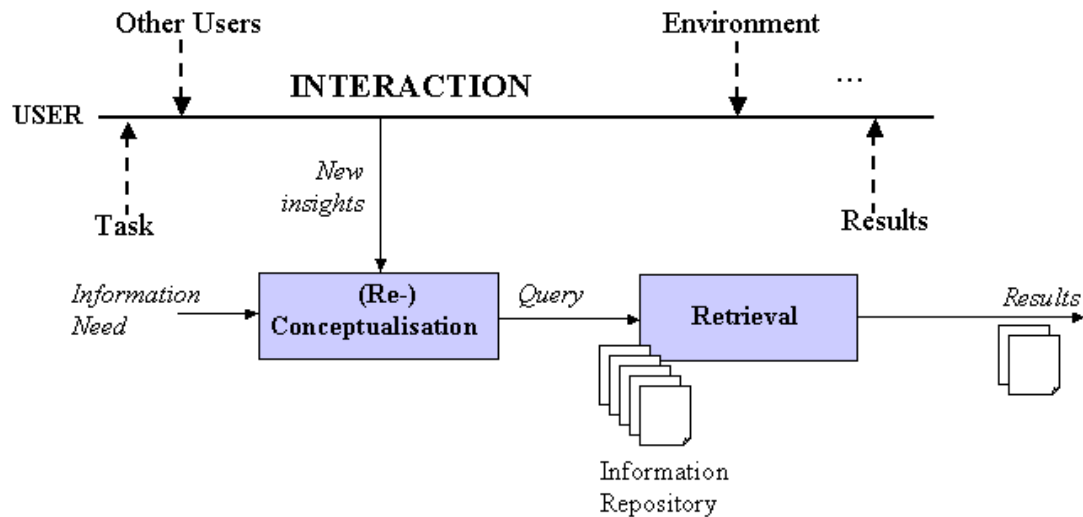 Other Users
Environment
...
INTERACTION
USER
New
insights
Task
Results
Information
Need
(Re-)
Conceptualisation
Query
Retrieval
Results
Information
Repository